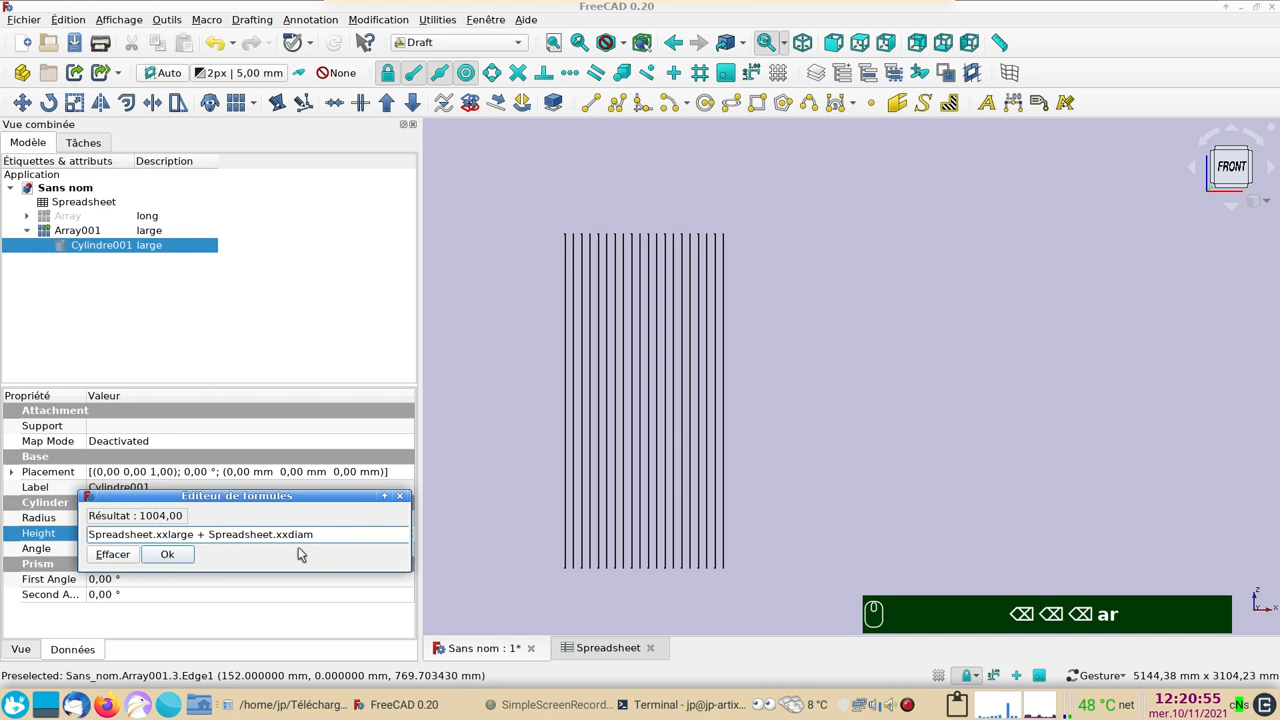 FreeCAD 0.20
Fichier Édition Affichage Outils Macro Drafting Annotation Modification Utilities Fenêtre Aide
Draft
Auto 2px | 5,00 mm None
Vue combinée
Modèle Tâches
Étiquettes & attributs Description
Application
Sans nom
Spreadsheet
Array long
Array001 large
Cylindre001 large
FRONT
Propriété Valeur
Attachment
Support
Map Mode Deactivated
Base
Placement [(0,00 0,00 1,00); 0,00 °; (0,00 mm 0,00 mm 0,00 mm)]
Label Cylindre001
Editeur de formules
Cylinder
Radius
Résultat : 1004,00
Height
Spreadsheet.xxlarge + Spreadsheet.xxdiam
Angle
Effacer Ok
Prism
First Angle 0,00 °
Second A... 0,00 °
⌫ ⌫ ⌫ ar
z
x
Vue Données
Sans nom : 1* Spreadsheet
Preselected: Sans_nom.Array001.3.Edge1 (152.000000 mm, 0.000000 mm, 769.703430 mm)
Gesture 5144,38 mm x 3104,23 mm
/home/jp/Télécharg... FreeCAD 0.20 SimpleScreenRecord... Terminal - jp@jp-artix... 8 °C
48 °C net
12:20:55
mer.10/11/2021
cNs